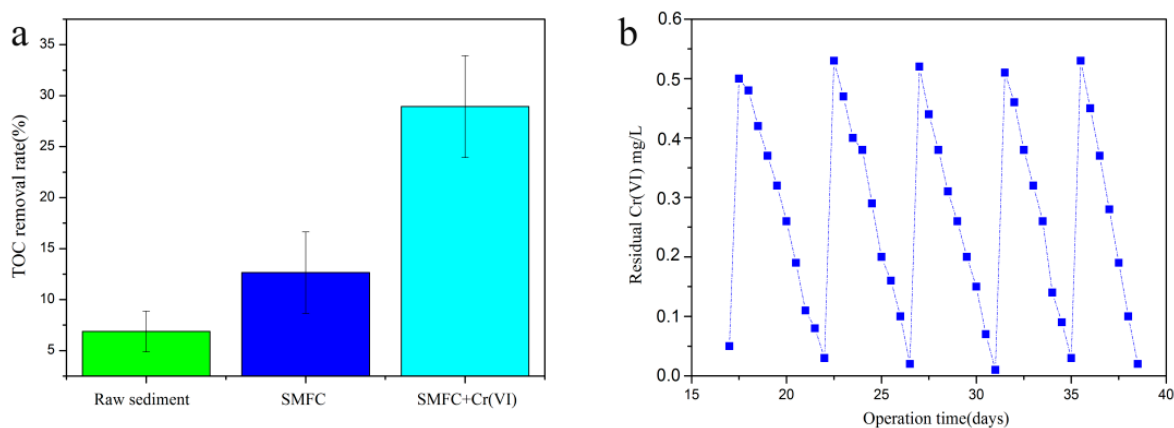 a
TOC removal rate(%)
35
30
25
20
15
10
5
Raw sediment SMFC SMFC+Cr(VI)
b
Residual Cr(VI) mg/L
0.6
0.5
0.4
0.3
0.2
0.1
0.0
15 20 25 30 35 40
Operation time(days)